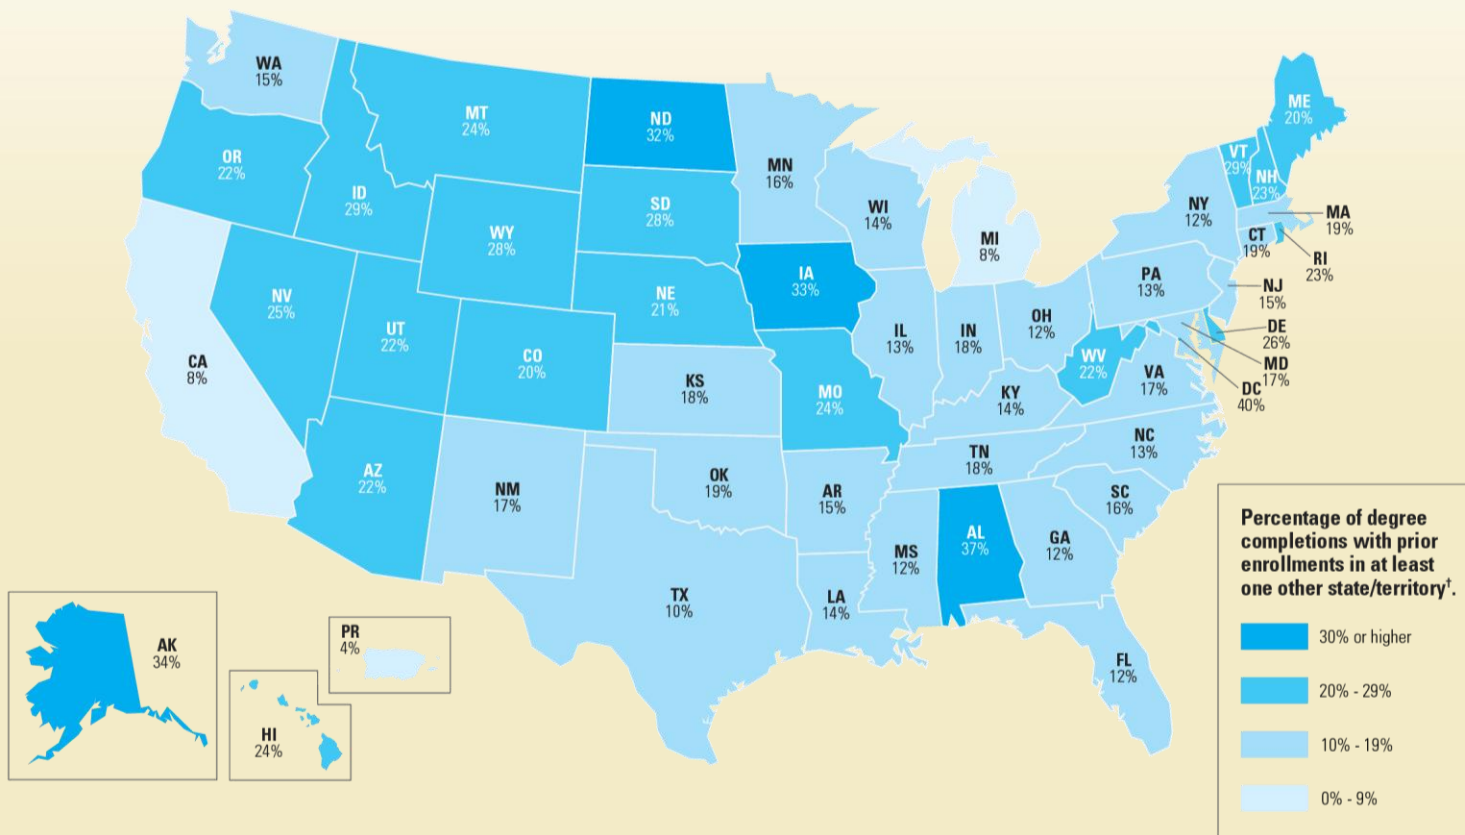 WA
15%
MT
24%
ND
32%
ME
20%
OR
22%
ID
29%
MN
16%
VT
29%
NH
23%
WI
14%
SD
28%
WY
28%
NY
12%
MA
19%
MI
8%
CT
19%
RI
23%
IA
33%
PA
13%
NJ
15%
NV
25%
NE
21%
UT
22%
IL
13%
IN
18%
OH
12%
DE
26%
CA
8%
CO
20%
WV
22%
MD
17%
VA
17%
DC
40%
KS
18%
MO
24%
KY
14%
NC
13%
TN
18%
AZ
22%
NM
17%
OK
19%
AR
15%
SC
16%
MS
12%
AL
37%
GA
12%
TX
10%
LA
14%
FL
12%
AK
34%
PR
4%
HI
24%
Percentage of degree
completions with prior
enrollments in at least
one other state/territory†.
30% or higher
20% - 29%
10% - 19%
0% - 9%